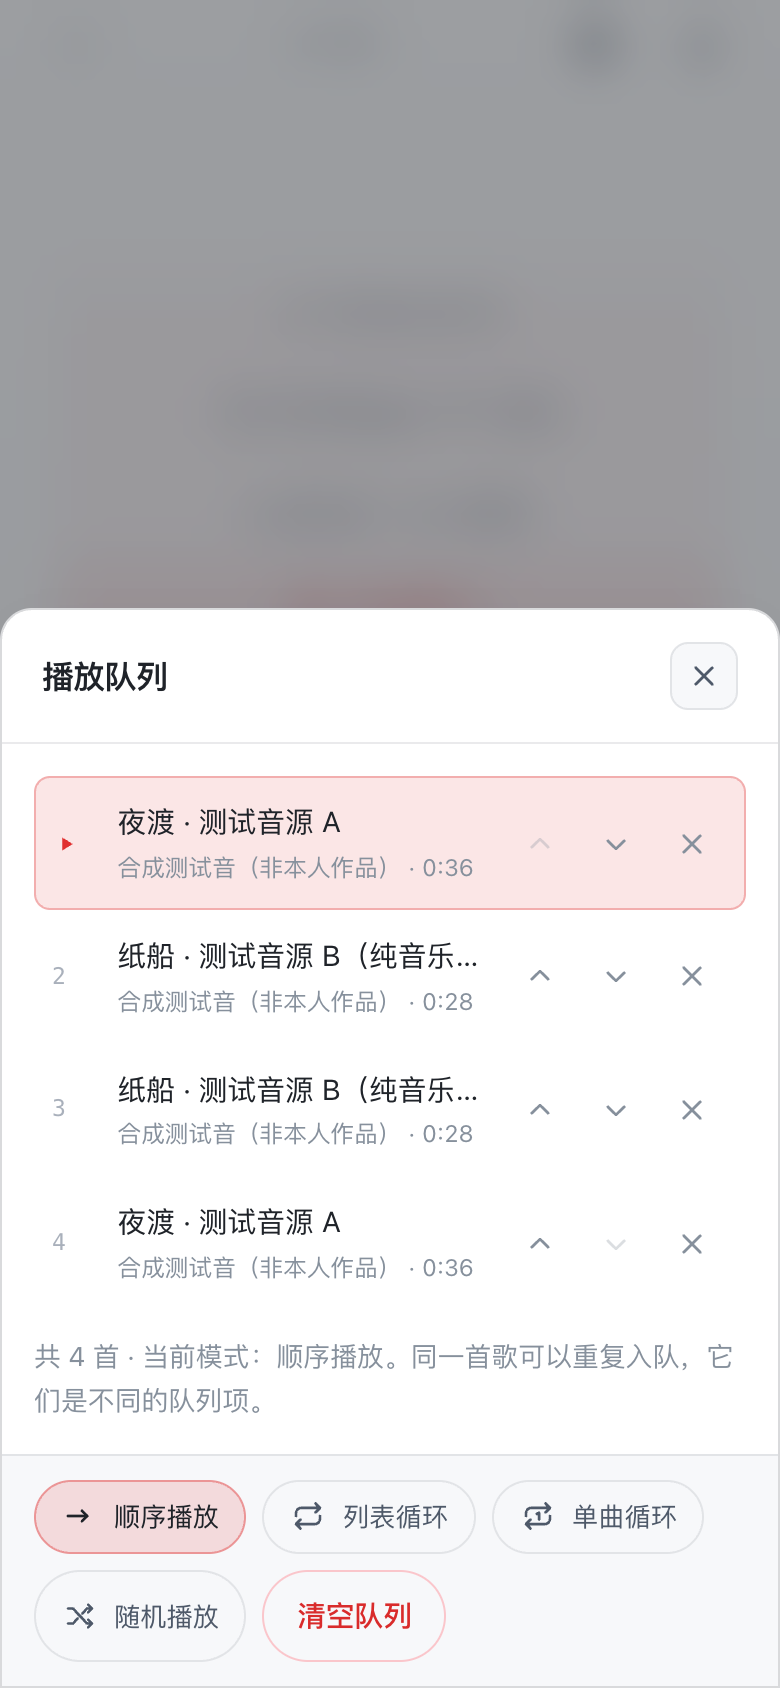 播放队列
夜渡 · 测试音源 A
合成测试音（非本人作品） · 0:36
2
纸船 · 测试音源 B（纯音乐...
合成测试音（非本人作品） · 0:28
3
纸船 · 测试音源 B（纯音乐...
合成测试音（非本人作品） · 0:28
4
夜渡 · 测试音源 A
合成测试音（非本人作品） · 0:36
共 4 首 · 当前模式：顺序播放。同一首歌可以重复入队，它
们是不同的队列项。
顺序播放
列表循环
单曲循环
随机播放
清空队列